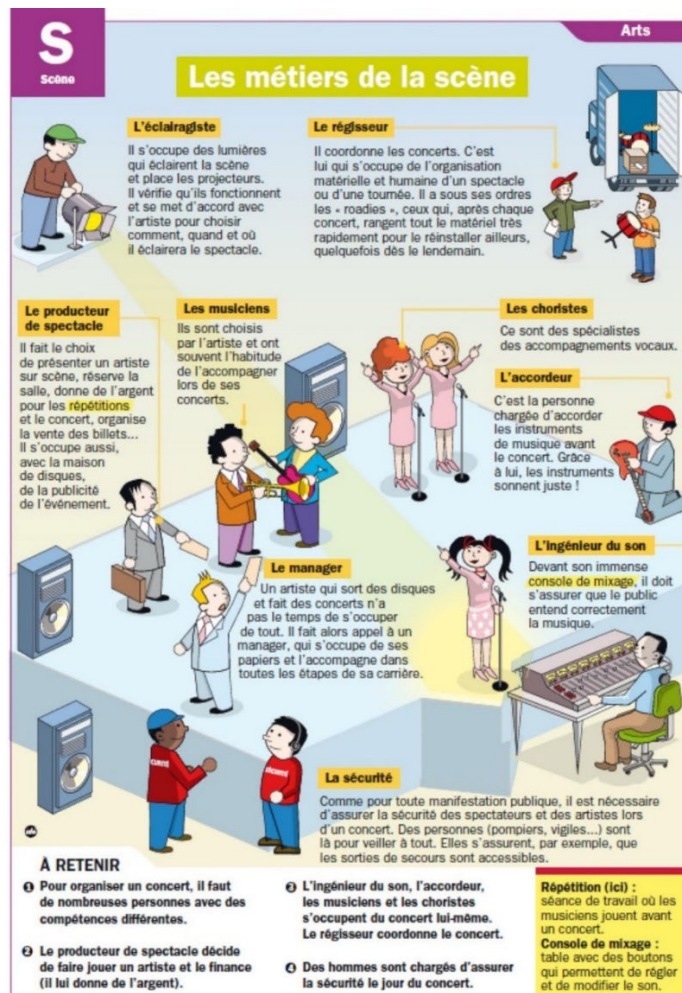 S
Scène
Arts
Les métiers de la scène
L'éclairagiste
Il s'occupe des lumières
qui éclairent la scène
et place les projecteurs.
Il vérifie qu'ils fonctionnent
et se met d'accord avec
l'artiste pour choisir
comment, quand et où
il éclairera le spectacle.
Le régisseur
Il coordonne les concerts. C'est
lui qui s'occupe de l'organisation
matérielle et humaine d'un spectacle
ou d'une tournée. Il a sous ses ordres
les « roadies », ceux qui, après chaque
concert, rangent tout le matériel très
rapidement pour le réinstaller ailleurs,
quelquefois dès le lendemain.
Le producteur
de spectacle
Il fait le choix
de présenter un artiste
sur scène, réserve la
salle, donne de l'argent
pour les répétitions
et le concert, organise
la vente des billets...
Il s'occupe aussi,
avec la maison
de disques,
de la publicité
de l'événement.
Les musiciens
Ils sont choisis
par l'artiste et ont
souvent l'habitude
de l'accompagner
lors de ses
concerts.
Les choristes
Ce sont des spécialistes
des accompagnements vocaux.
L'accordeur
C'est la personne
chargée d'accorder
les instruments
de musique avant
le concert. Grâce
à lui, les instruments
sonnent juste !
L'ingénieur du son
Devant son immense
console de mixage, il doit
s'assurer que le public
entend correctement
la musique.
Le manager
Un artiste qui sort des disques
et fait des concerts n'a
pas le temps de s'occuper
de tout. Il fait alors appel à un
manager, qui s'occupe de ses
papiers et l'accompagne dans
toutes les étapes de sa carrière.
La sécurité
Comme pour toute manifestation publique, il est nécessaire
d'assurer la sécurité des spectateurs et des artistes lors
d'un concert. Des personnes (pompiers, vigiles...) sont
là pour veiller à tout. Elles s'assurent, par exemple, que
les sorties de secours sont accessibles.
À RETENIR
1 Pour organiser un concert, il faut
de nombreuses personnes avec des
compétences différentes.
2 Le producteur de spectacle décide
de faire jouer un artiste et le finance
(il lui donne de l'argent).
3 L'ingénieur du son, l'accordeur,
les musiciens et les choristes
s'occupent du concert lui-même.
Le régisseur coordonne le concert.
4 Des hommes sont chargés d'assurer
la sécurité le jour du concert.
Répétition (ici) :
séance de travail où les
musiciens jouent avant
un concert.
Console de mixage :
table avec des boutons
qui permettent de régler
et de modifier le son.